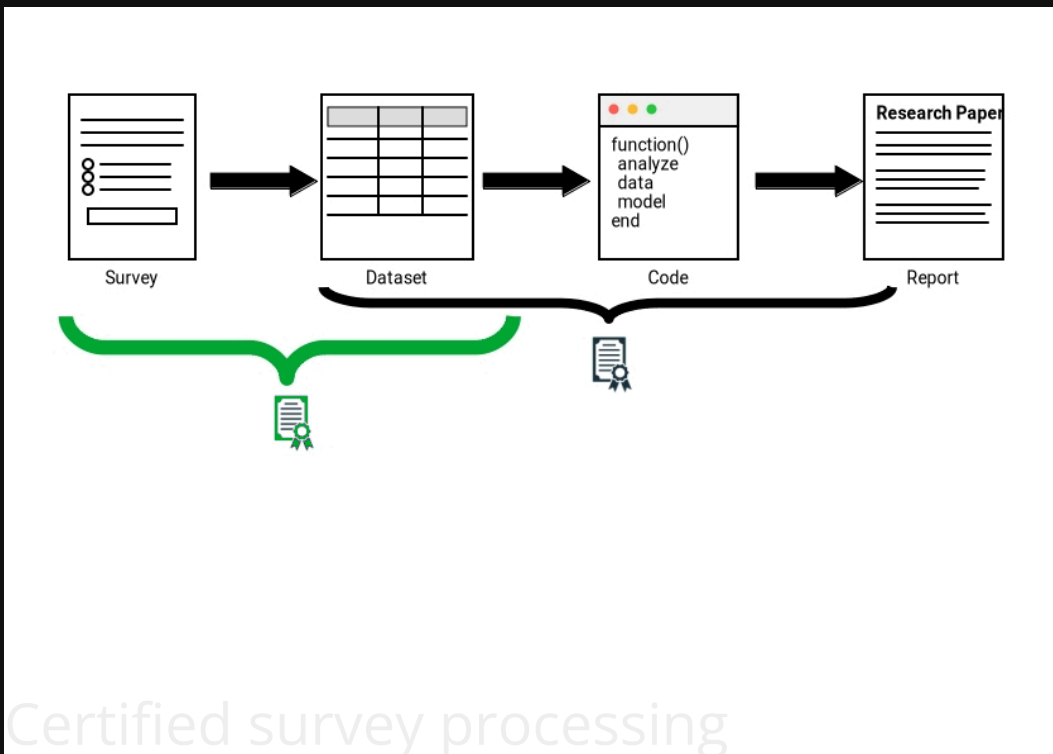 Research Paper
function()
analyze
data
model
end
Survey
Dataset
Code
Report
Certified survey processing